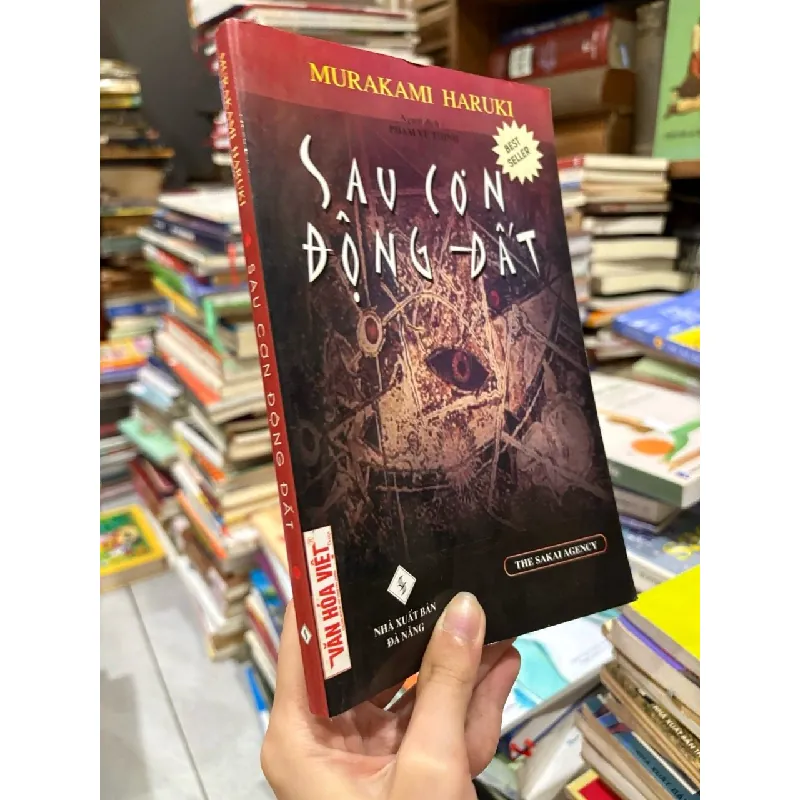 MURAKAMI HARUKI
Người dịch
PHẠM VŨ THỊNH
BEST
SELLER
SAU CƠN
ĐỘNG ĐẤT
THE SAKAI AGENCY
NHÀ XUẤT BẢN
ĐÀ NẴNG
MURAKAMI HARUKI
SAU CƠN ĐỘNG ĐẤT
VĂN HÓA VIỆT